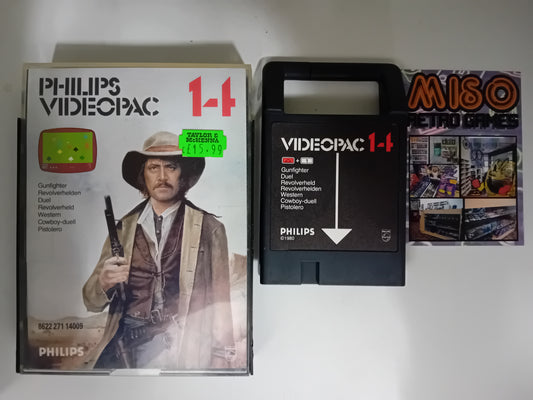 PHILIPS
VIDEOPAC
14
TAYLOR &
McKENNA
£15.99
Gunfighter
Revolverhelden
Duel
Revolverheld
Western
Cowboy-duell
Pistolero
8622 271 14009
PHILIPS
VIDEOPAC 14
Gunfighter
Duel
Revolverheld
Revolverhelden
Western
Cowboy-duell
Pistolero
PHILIPS
©1980
MISO
RETRO GAMES